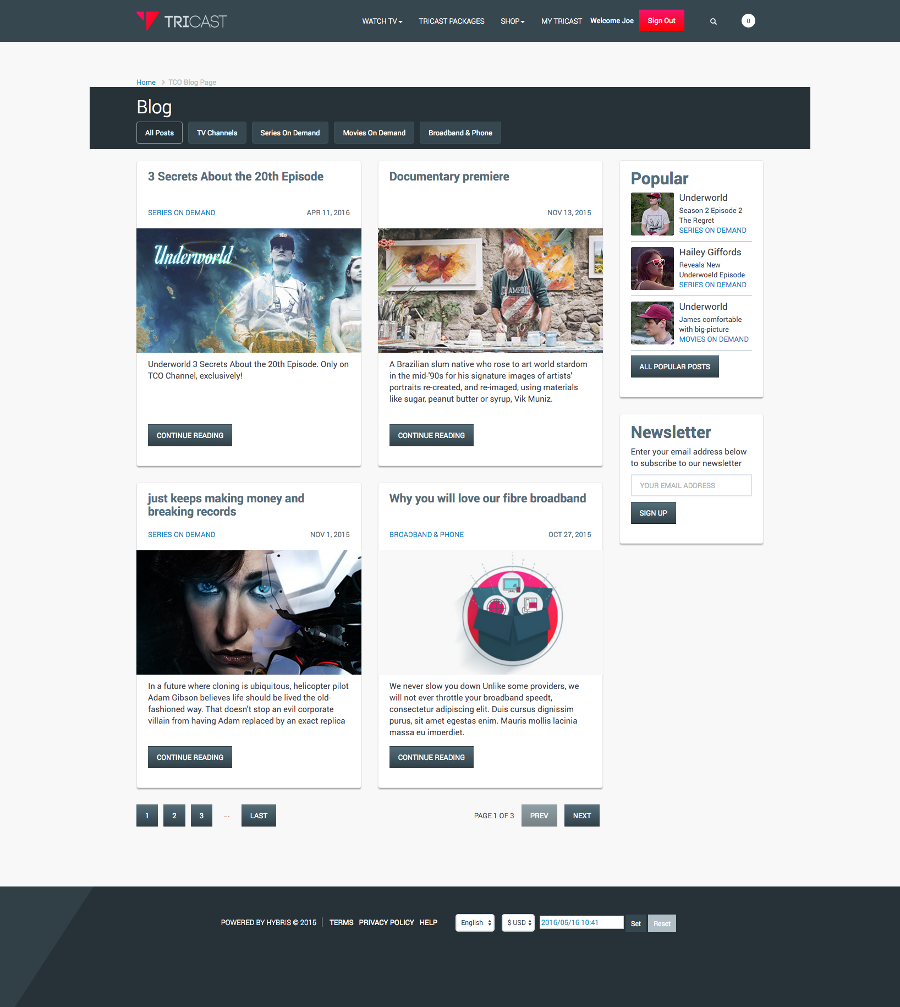 TRICAST
WATCH TV
TRICAST PACKAGES
SHOP
MY TRICAST
Welcome Joe
Sign Out
0
Home > TCO Blog Page
Blog
All Posts
TV Channels
Series On Demand
Movies On Demand
Broadband & Phone
3 Secrets About the 20th Episode
SERIES ON DEMAND
APR 11, 2016
Underworld
Underworld 3 Secrets About the 20th Episode. Only on
TCO Channel, exclusively!
CONTINUE READING
Documentary premiere
NOV 13, 2015
CHAMPION
A Brazilian slum native who rose to art world stardom
in the mid-'90s for his signature images of artists'
portraits re-created, and re-imaged, using materials
like sugar, peanut butter or syrup, Vik Muniz.
CONTINUE READING
just keeps making money and
breaking records
SERIES ON DEMAND
NOV 1, 2015
In a future where cloning is ubiquitous, helicopter pilot
Adam Gibson believes life should be lived the old-
fashioned way. That doesn't stop an evil corporate
villain from having Adam replaced by an exact replica
CONTINUE READING
Why you will love our fibre broadband
BROADBAND & PHONE
OCT 27, 2015
We never slow you down Unlike some providers, we
will not ever throttle your broadband speedt,
consectetur adipiscing elit. Duis cursus dignissim
purus, sit amet egestas enim. Mauris mollis lacinia
massa eu imperdiet.
CONTINUE READING
Popular
Underworld
Season 2 Episode 2
The Regret
SERIES ON DEMAND
Hailey Giffords
Reveals New
Underworld Episode
SERIES ON DEMAND
Underworld
James comfortable
with big-picture
MOVIES ON DEMAND
ALL POPULAR POSTS
Newsletter
Enter your email address below
to subscribe to our newsletter
YOUR EMAIL ADDRESS
SIGN UP
1
2
3
...
LAST
PAGE 1 OF 3
PREV
NEXT
POWERED BY HYBRIS © 2015
TERMS
PRIVACY POLICY
HELP
English
$ USD
2016/05/16 10:41
Set
Reset